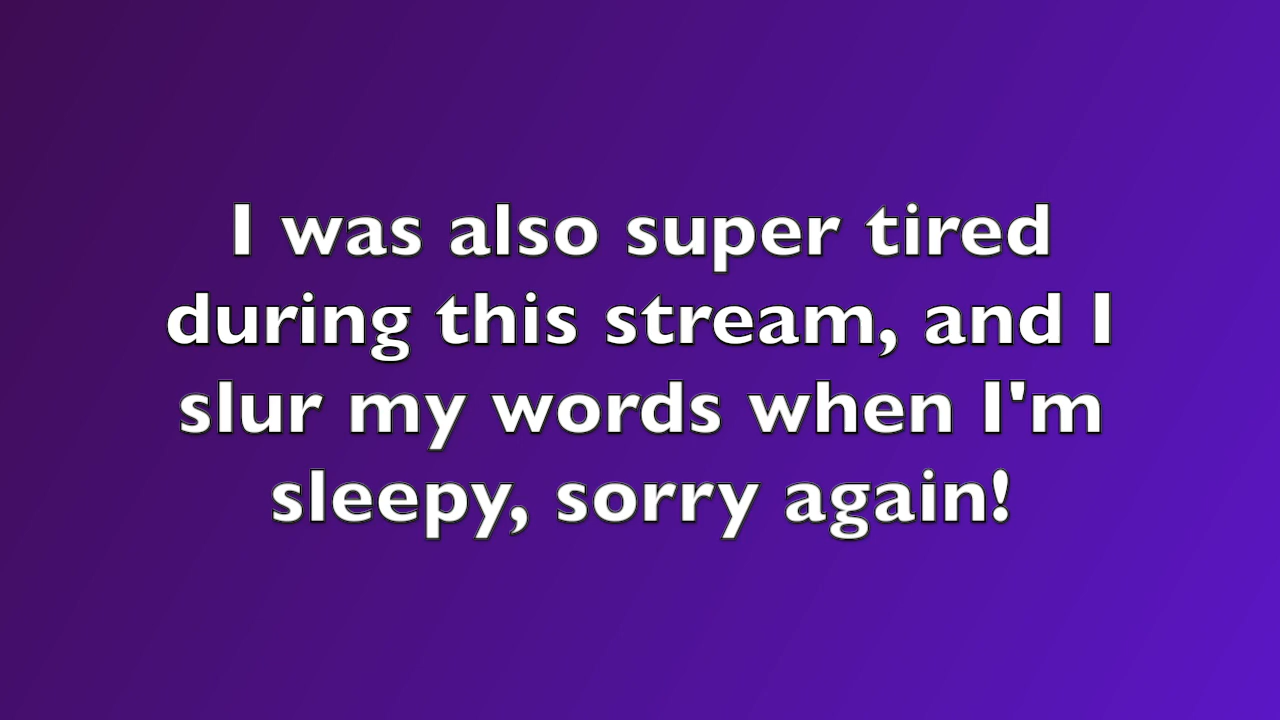 I was also super tired
during this stream, and I
slur my words when I'm
sleepy, sorry again!